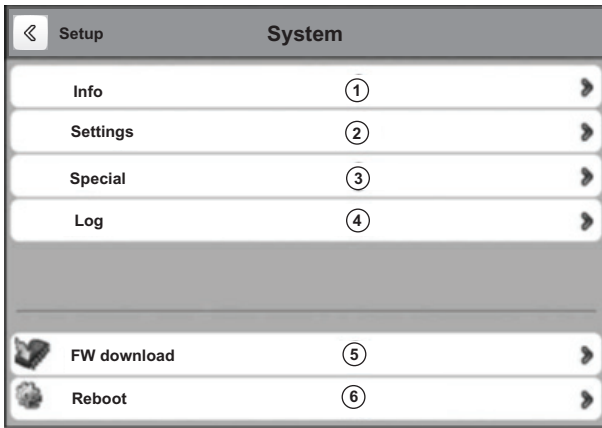 Setup System
Info ①
Settings ②
Special ③
Log ④
FW download ⑤
Reboot ⑥